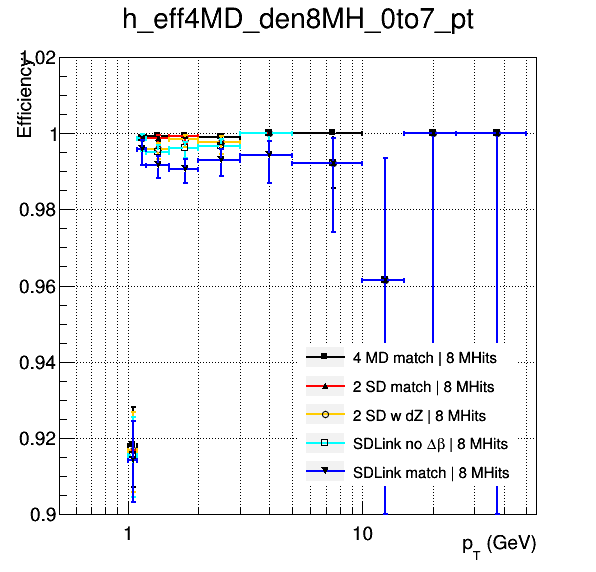 h_eff4MD_den8MH_0to7_pt
Efficiency
1.02
1
0.98
0.96
0.94
0.92
0.9
4 MD match | 8 MHits
2 SD match | 8 MHits
2 SD w dZ | 8 MHits
SDLink no Δβ | 8 MHits
SDLink match | 8 MHits
1
10
p_T (GeV)